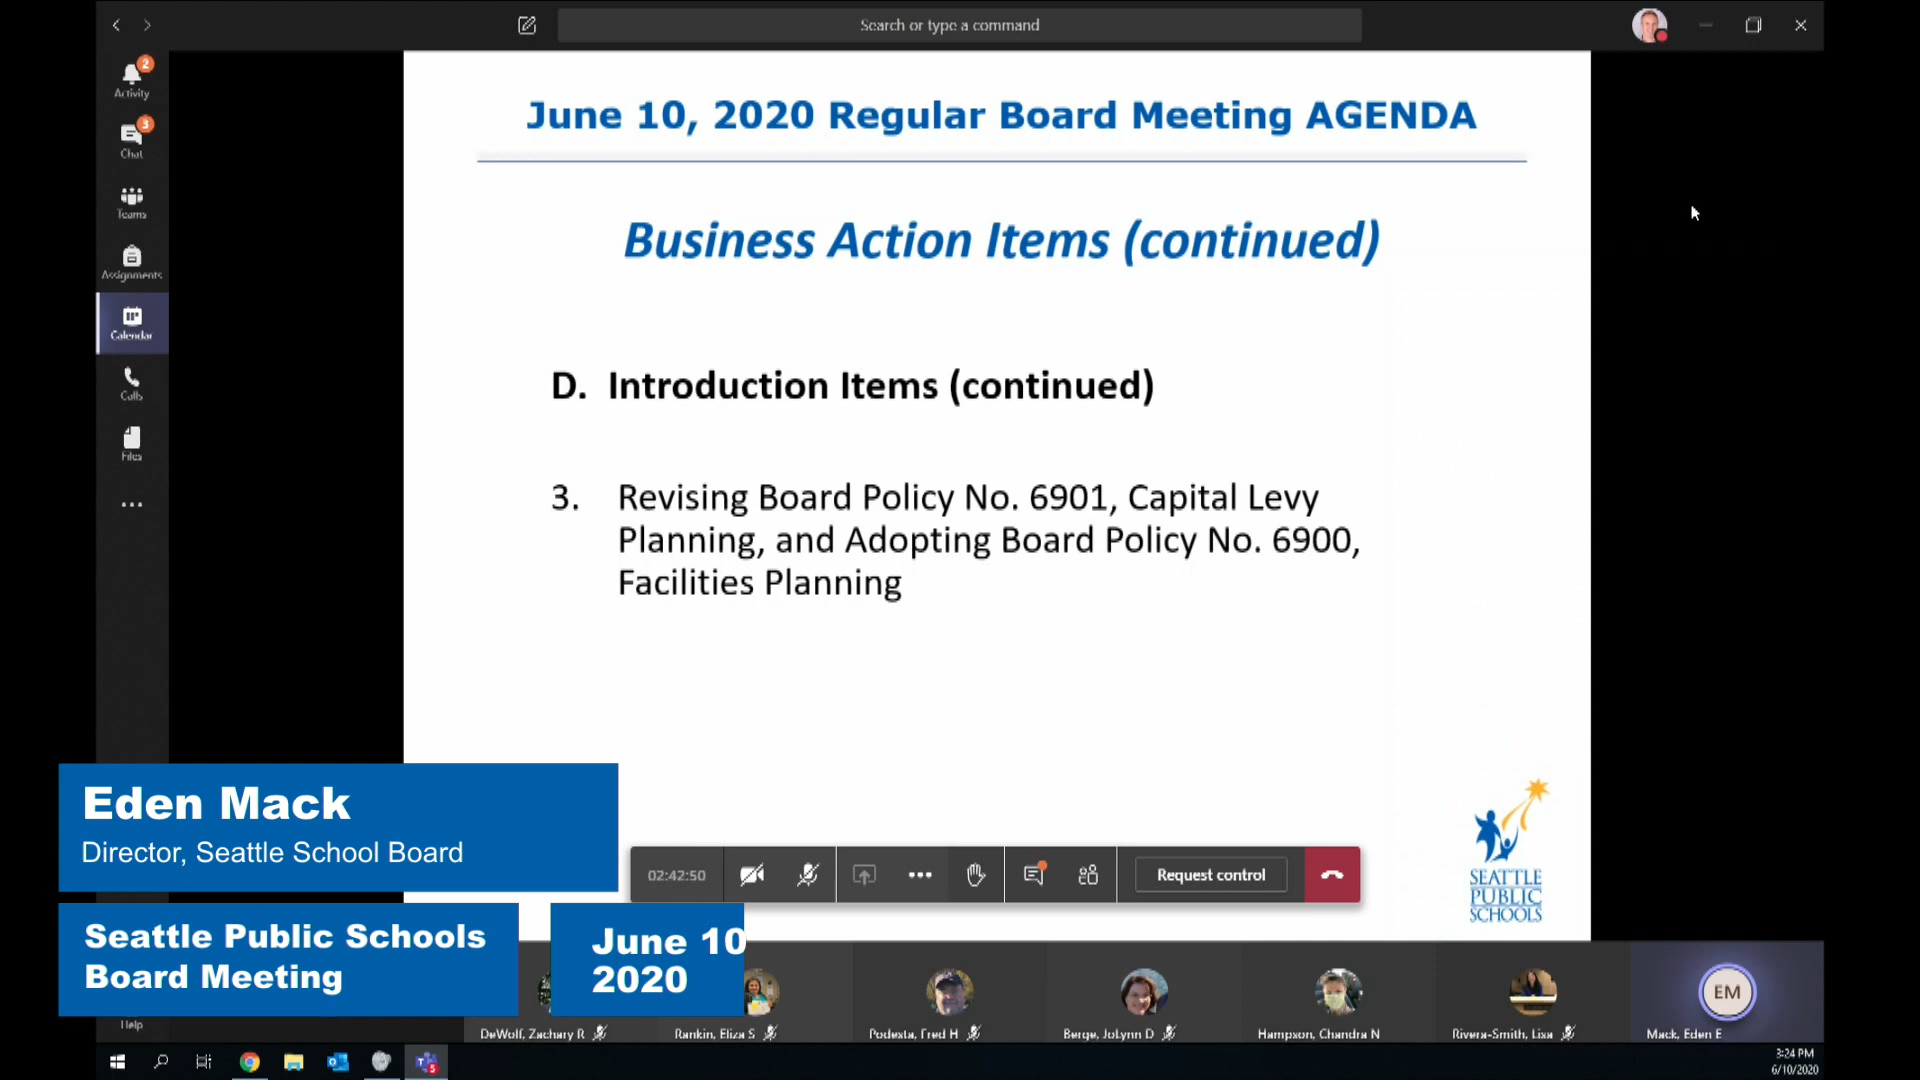 Search or type a command
2
Activity
3
Chat
Teams
Assignments
Calendar
Calls
Files
June 10, 2020 Regular Board Meeting AGENDA
Business Action Items (continued)
D. Introduction Items (continued)
3. Revising Board Policy No. 6901, Capital Levy
Planning, and Adopting Board Policy No. 6900,
Facilities Planning
SEATTLE
PUBLIC
SCHOOLS
Eden Mack
Director, Seattle School Board
02:42:50
Request control
Seattle Public Schools
Board Meeting
June 10
2020
EM
Help
DeWolf, Zachary R
Rankin, Eliza S
Podesta, Fred H
Berge, JoLynn D
Hampson, Chandra N
Rivera-Smith, Lisa
Mack, Eden E
5
3:24 PM
6/10/2020